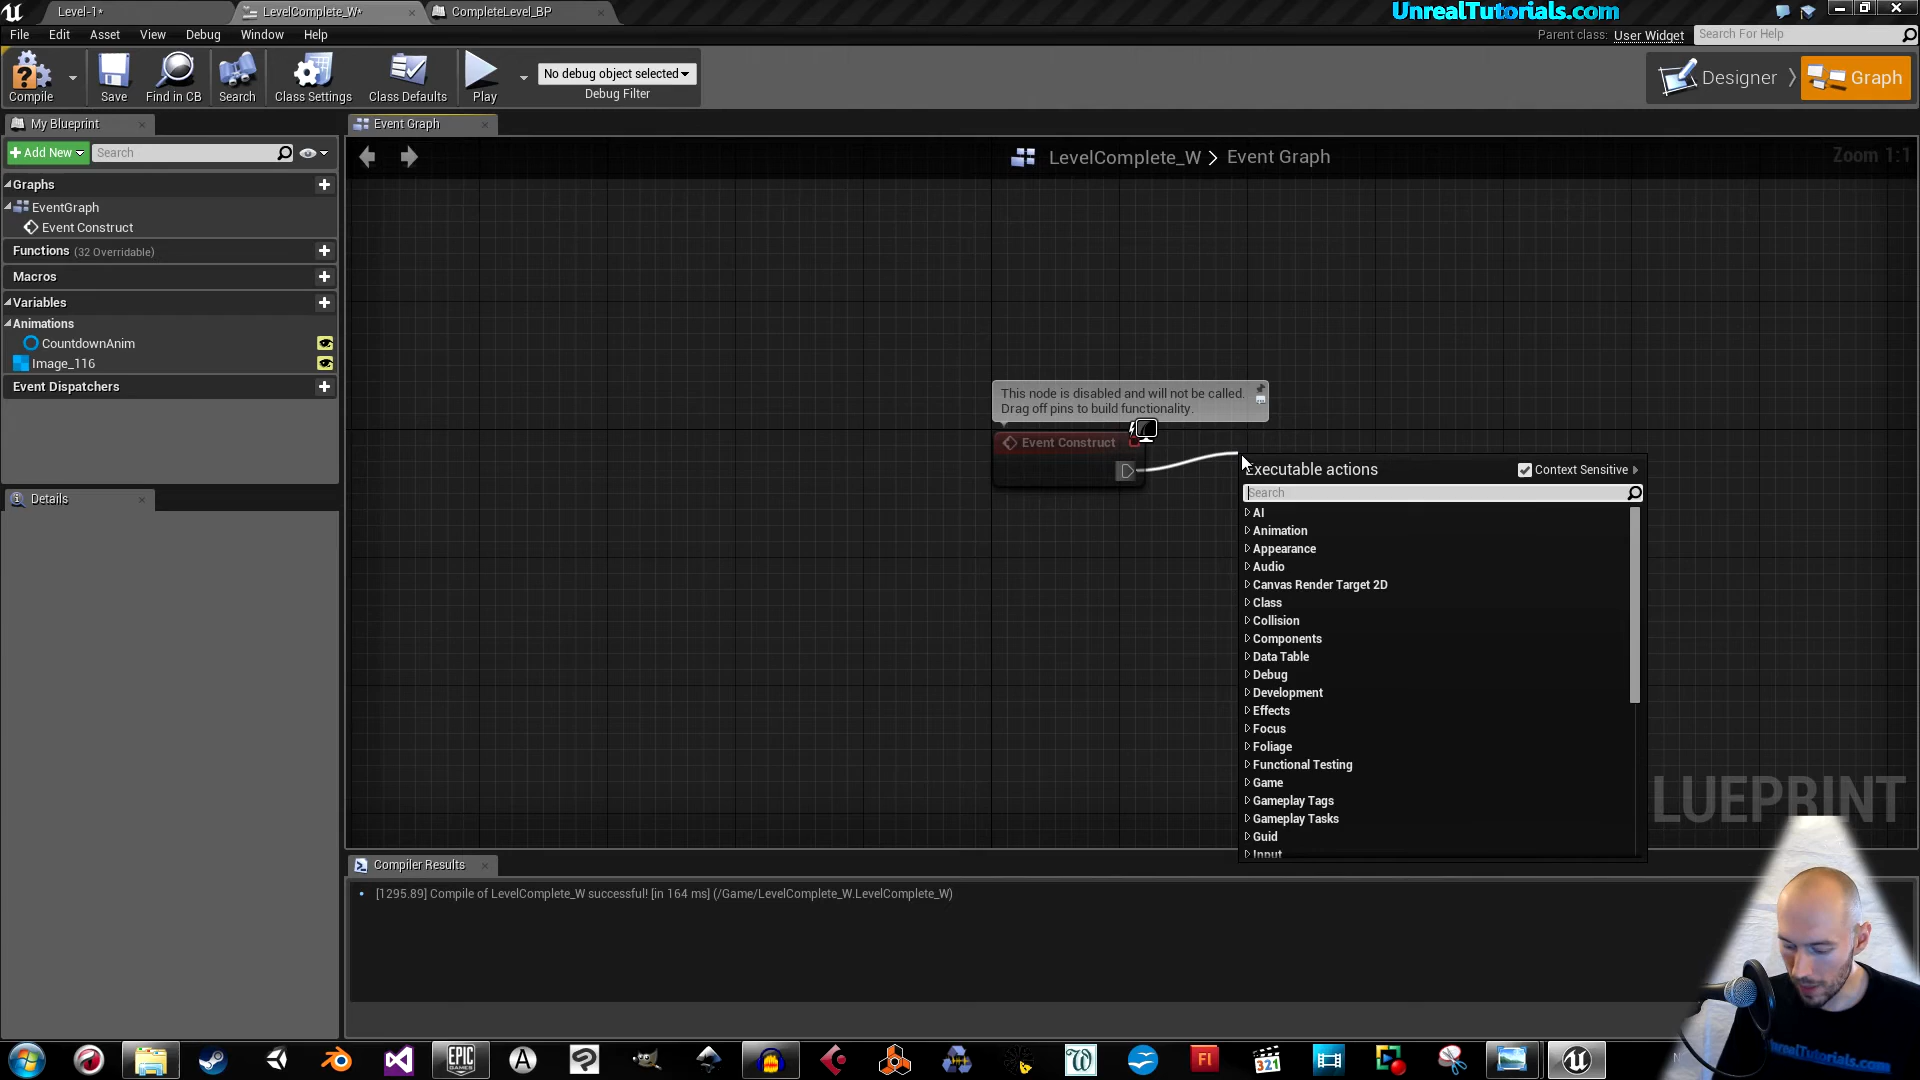 Level-1*
LevelComplete_W*
CompleteLevel_BP
UnrealTutorials.com
File Edit Asset View Debug Window Help
Parent class: User Widget
Search For Help
Compile
Save
Find in CB
Search
Class Settings
Class Defaults
Play
No debug object selected
Debug Filter
Designer
Graph
My Blueprint
Event Graph
Add New
Search
LevelComplete_W > Event Graph
Zoom 1:1
Graphs
EventGraph
Event Construct
Functions (32 Overridable)
Macros
Variables
Animations
CountdownAnim
Image_116
Event Dispatchers
Details
This node is disabled and will not be called.
Drag off pins to build functionality.
Event Construct
Executable actions
Context Sensitive
Search
AI
Animation
Appearance
Audio
Canvas Render Target 2D
Class
Collision
Components
Data Table
Debug
Development
Effects
Focus
Foliage
Functional Testing
Game
Gameplay Tags
Gameplay Tasks
Guid
Input
LUEPRINT
Compiler Results
[1295.89] Compile of LevelComplete_W successful! [in 164 ms] (/Game/LevelComplete_W.LevelComplete_W)
EPIC
GAMES
321
UnrealTutorials.com